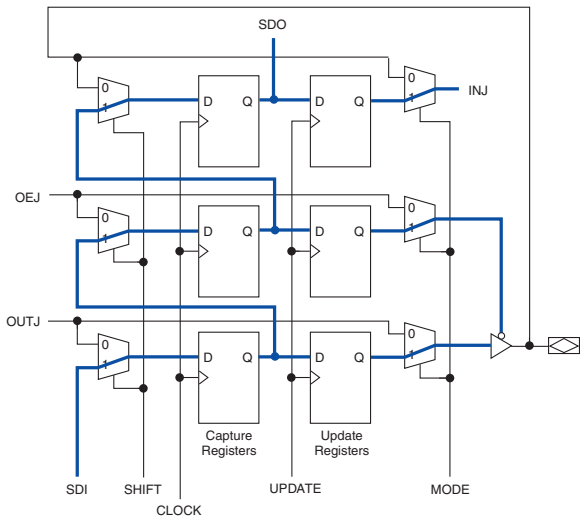 SDO
0
1
D Q
D Q
0
1
INJ
OEJ
0
1
D Q
D Q
0
1
OUTJ
0
1
D Q
D Q
0
1
Capture
Registers
Update
Registers
SDI
SHIFT
CLOCK
UPDATE
MODE